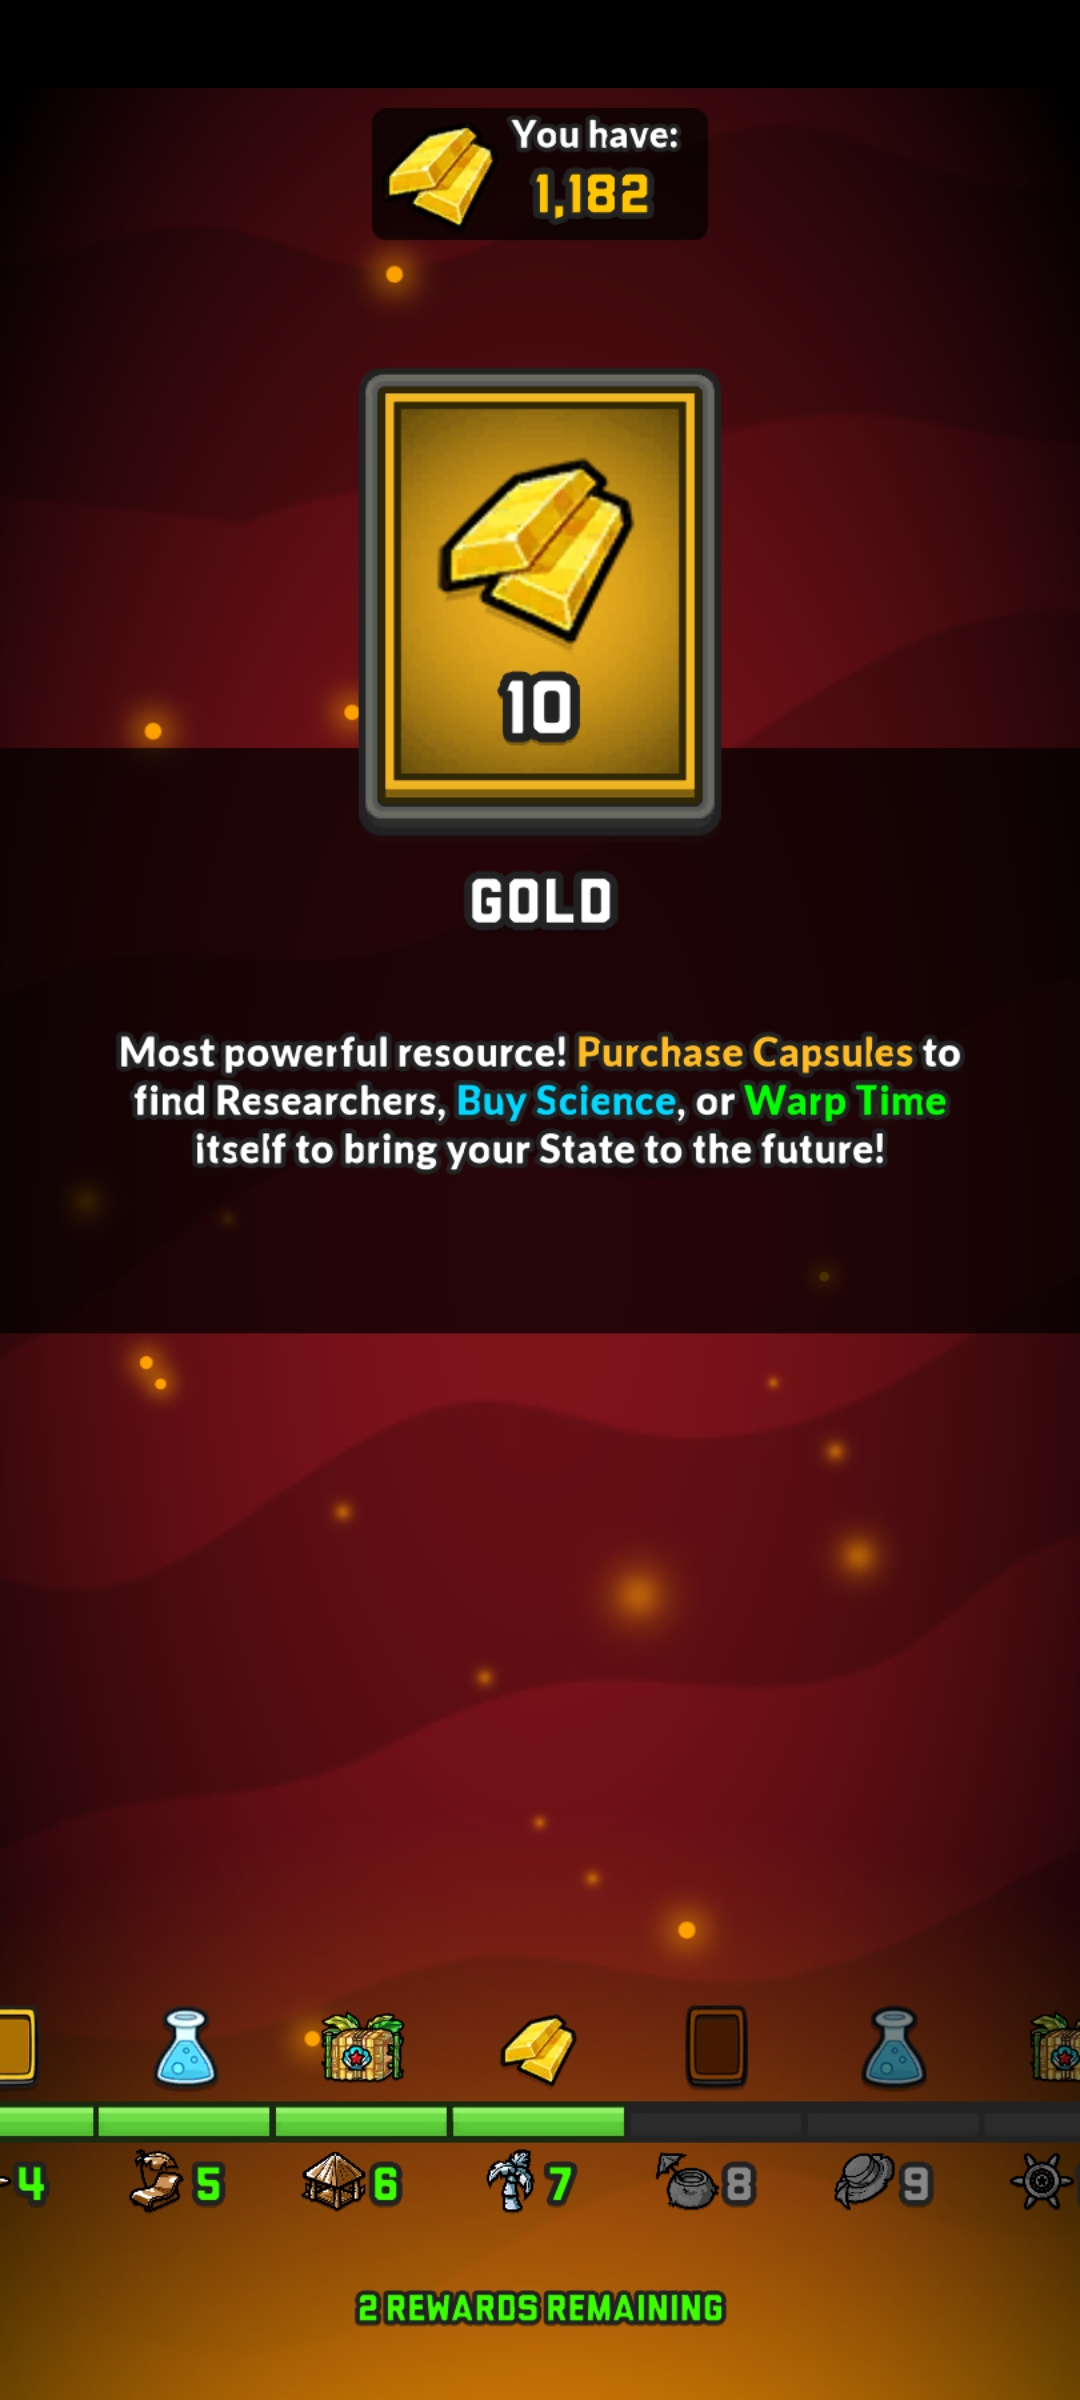 You have:
1,182
10
GOLD
Most powerful resource! Purchase Capsules to
find Researchers, Buy Science, or Warp Time
itself to bring your State to the future!
4 5 6 7 8 9
2 REWARDS REMAINING